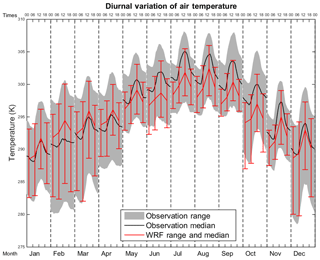 Diurnal variation of air temperature
Times 00 06 12 18 00 06 12 18 00 06 12 18 00 06 12 18 00 06 12 18 00 06 12 18 00 06 12 18 00 06 12 18 00 06 12 18 00 06 12 18 00 06 12 18 00 06 12 18 00
310
305
300
295
290
285
280
275
Temperature (K)
Observation range
Observation median
WRF range and median
Month Jan Feb Mar Apr May Jun Jul Aug Sep Oct Nov Dec